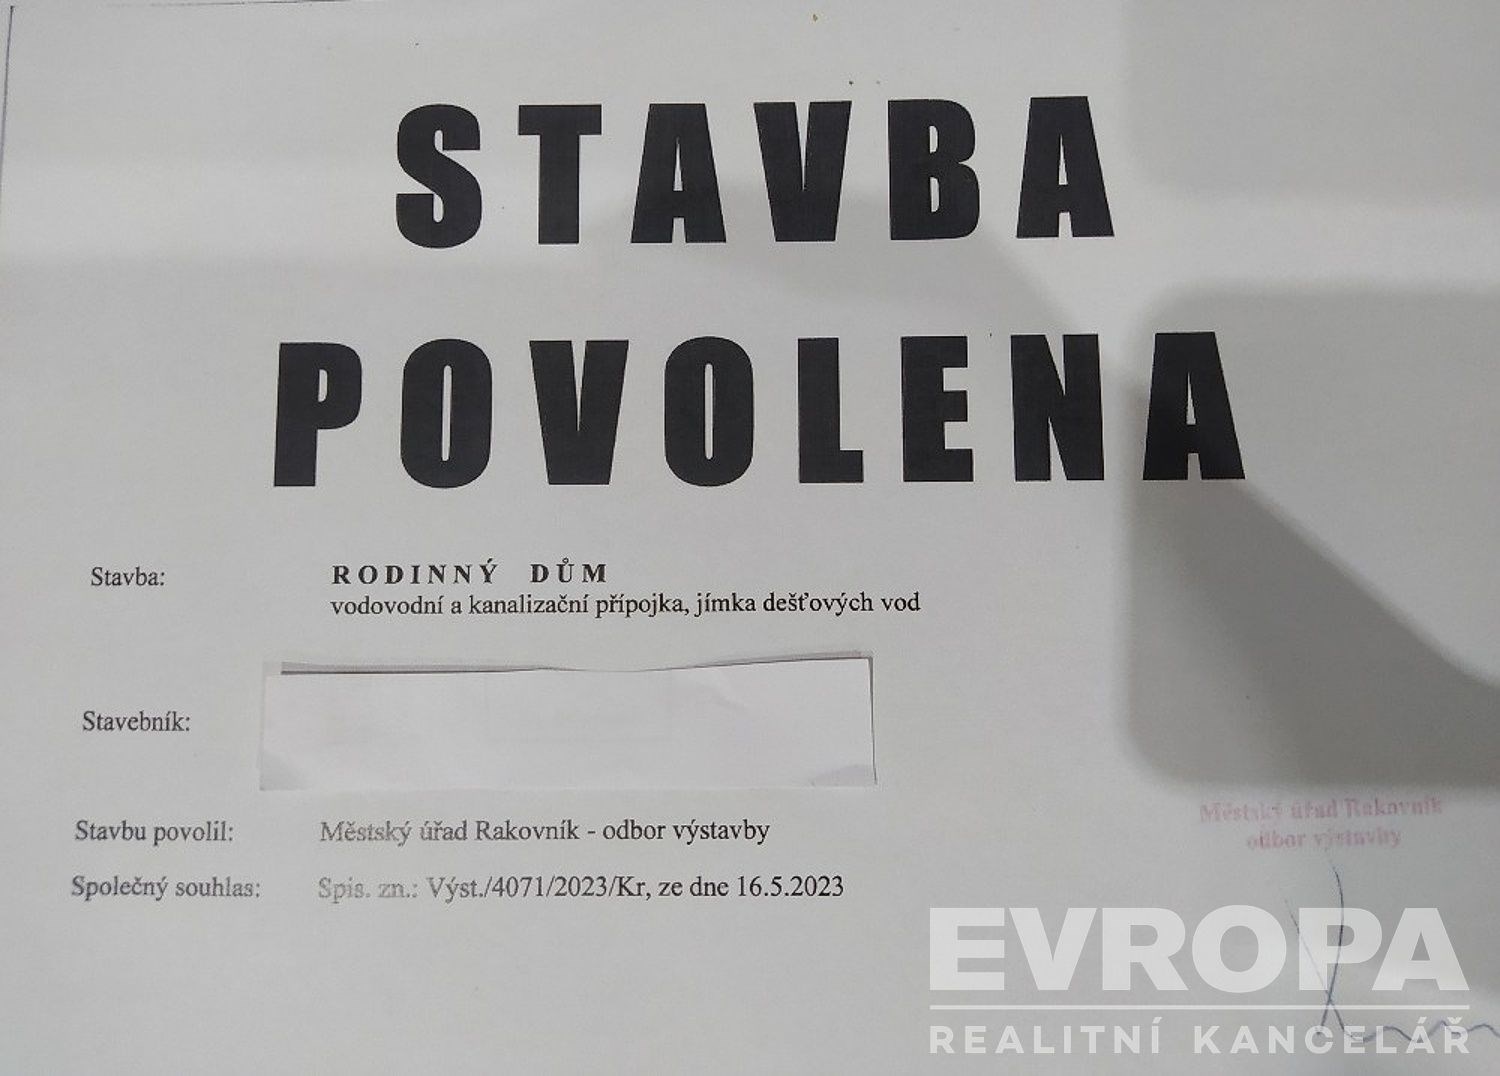 STAVBA
POVOLENA
Stavba: RODINNÝ DŮM
vodovodní a kanalizační přípojka, jímka dešťových vod
Stavebník:
Stavbu povolil: Městský úřad Rakovník - odbor výstavby
Společný souhlas: Spis. zn.: Výst./4071/2023/Kr, ze dne 16.5.2023
Městský úřad Rakovník
odbor výstavby
EVROPA
REALITNÍ KANCELÁŘ